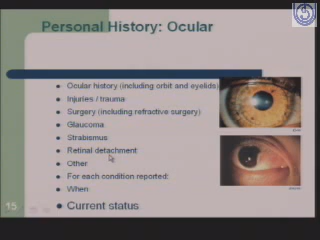 Personal History: Ocular
Ocular history (including orbit and eyelids)
Injuries / trauma
Surgery (including refractive surgery)
Glaucoma
Strabismus
Retinal detachment
Other
For each condition reported:
When
Current status
15